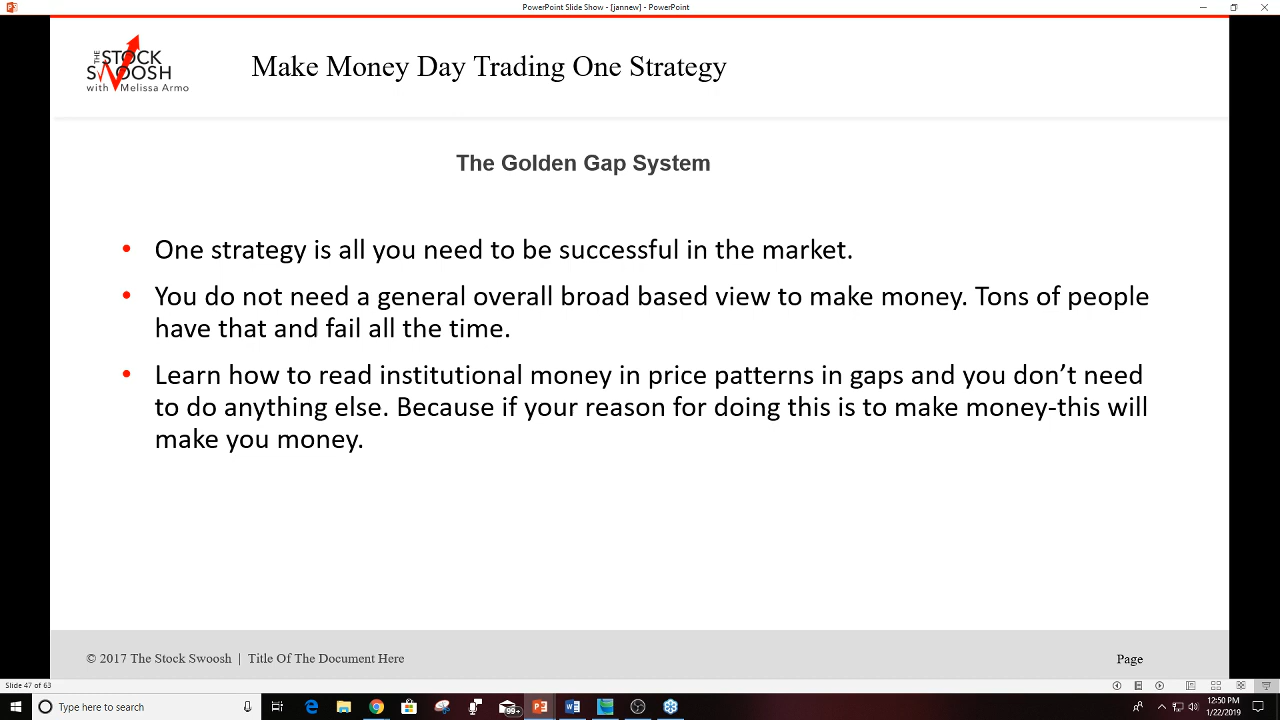 PowerPoint Slide Show - [jannew] - PowerPoint
THE
STOCK
SWOOSH
with Melissa Armo
Make Money Day Trading One Strategy
The Golden Gap System
• One strategy is all you need to be successful in the market.
• You do not need a general overall broad based view to make money. Tons of people
have that and fail all the time.
• Learn how to read institutional money in price patterns in gaps and you don’t need
to do anything else. Because if your reason for doing this is to make money-this will
make you money.
© 2017 The Stock Swoosh | Title Of The Document Here
Page
Slide 47 of 63
Type here to search
99+
12:50 PM
1/22/2019